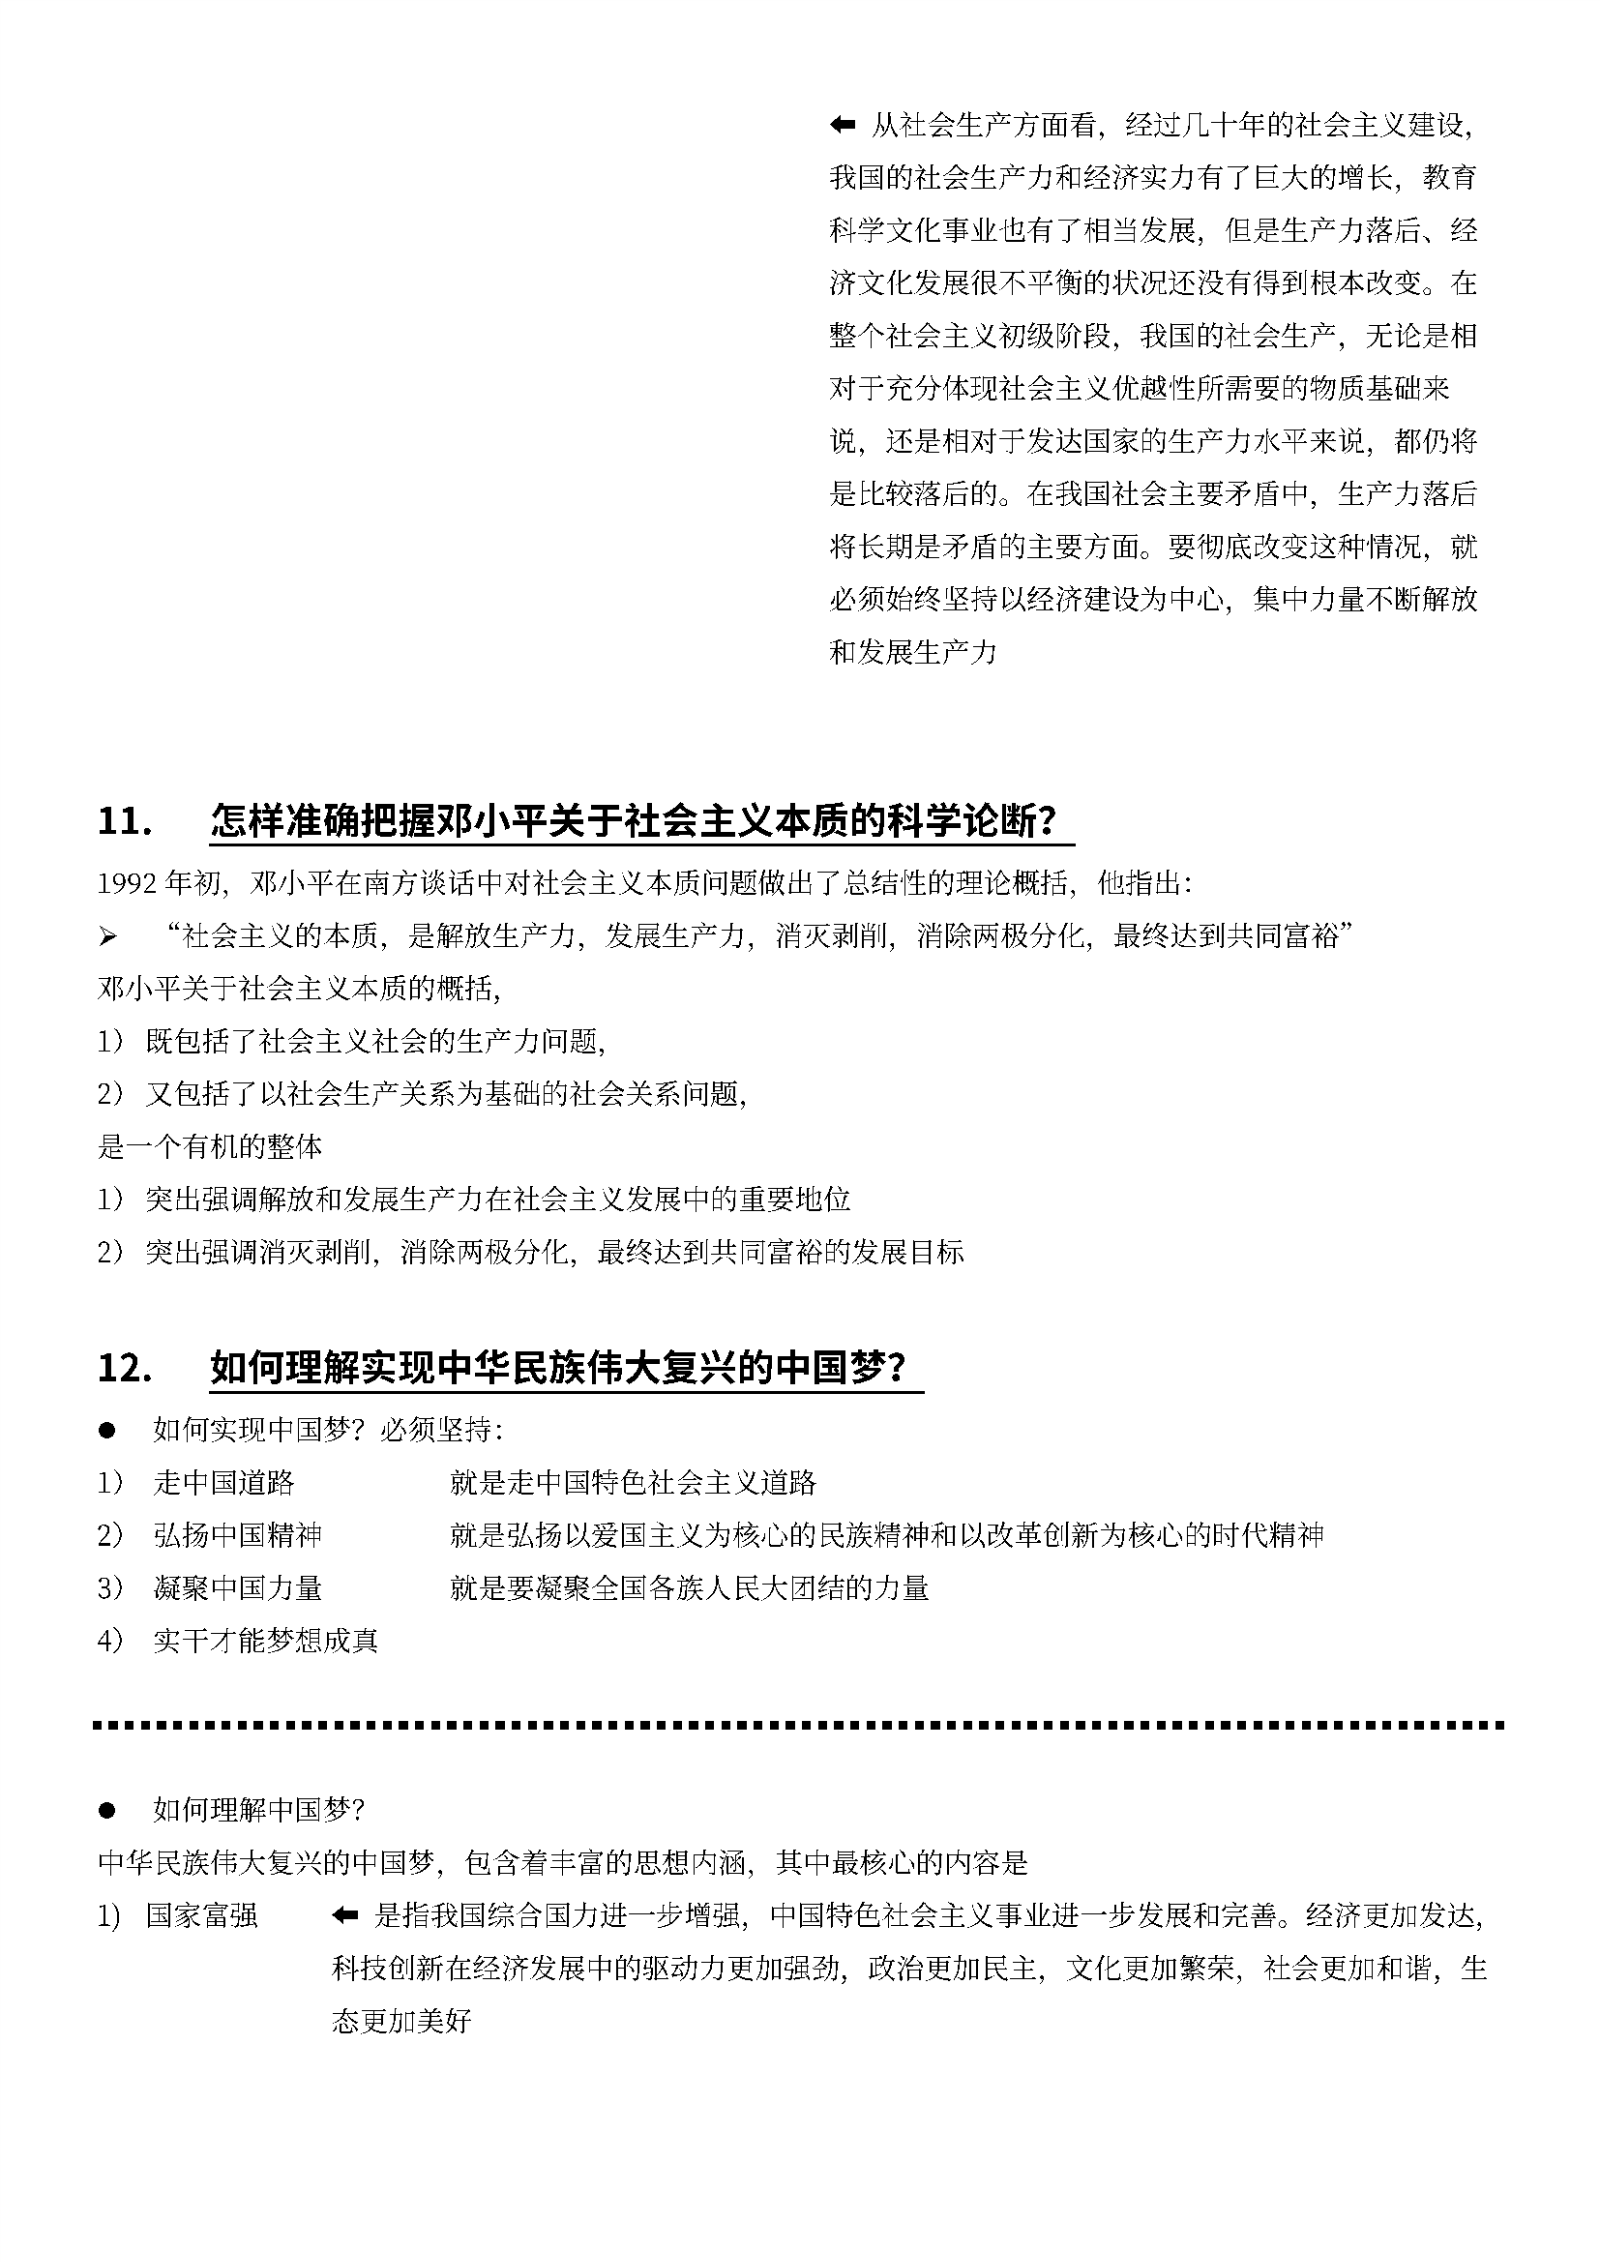 从社会生产方面看，经过几十年的社会主义建设，
我国的社会生产力和经济实力有了巨大的增长，教育
科学文化事业也有了相当发展，但是生产力落后、经
济文化发展很不平衡的状况还没有得到根本改变。在
整个社会主义初级阶段，我国的社会生产，无论是相
对于充分体现社会主义优越性所需要的物质基础来
说，还是相对于发达国家的生产力水平来说，都仍将
是比较落后的。在我国社会主要矛盾中，生产力落后
将长期是矛盾的主要方面。要彻底改变这种情况，就
必须始终坚持以经济建设为中心，集中力量不断解放
和发展生产力
11. 怎样准确把握邓小平关于社会主义本质的科学论断？
1992 年初，邓小平在南方谈话中对社会主义本质问题做出了总结性的理论概括，他指出：
➢ “社会主义的本质，是解放生产力，发展生产力，消灭剥削，消除两极分化，最终达到共同富裕”
邓小平关于社会主义本质的概括，
1） 既包括了社会主义社会的生产力问题，
2） 又包括了以社会生产关系为基础的社会关系问题，
是一个有机的整体
1） 突出强调解放和发展生产力在社会主义发展中的重要地位
2） 突出强调消灭剥削，消除两极分化，最终达到共同富裕的发展目标
12. 如何理解实现中华民族伟大复兴的中国梦？
● 如何实现中国梦？必须坚持：
1） 走中国道路 就是走中国特色社会主义道路
2） 弘扬中国精神 就是弘扬以爱国主义为核心的民族精神和以改革创新为核心的时代精神
3） 凝聚中国力量 就是要凝聚全国各族人民大团结的力量
4） 实干才能梦想成真
● 如何理解中国梦？
中华民族伟大复兴的中国梦，包含着丰富的思想内涵，其中最核心的内容是
1) 国家富强 是指我国综合国力进一步增强，中国特色社会主义事业进一步发展和完善。经济更加发达，
科技创新在经济发展中的驱动力更加强劲，政治更加民主，文化更加繁荣，社会更加和谐，生
态更加美好